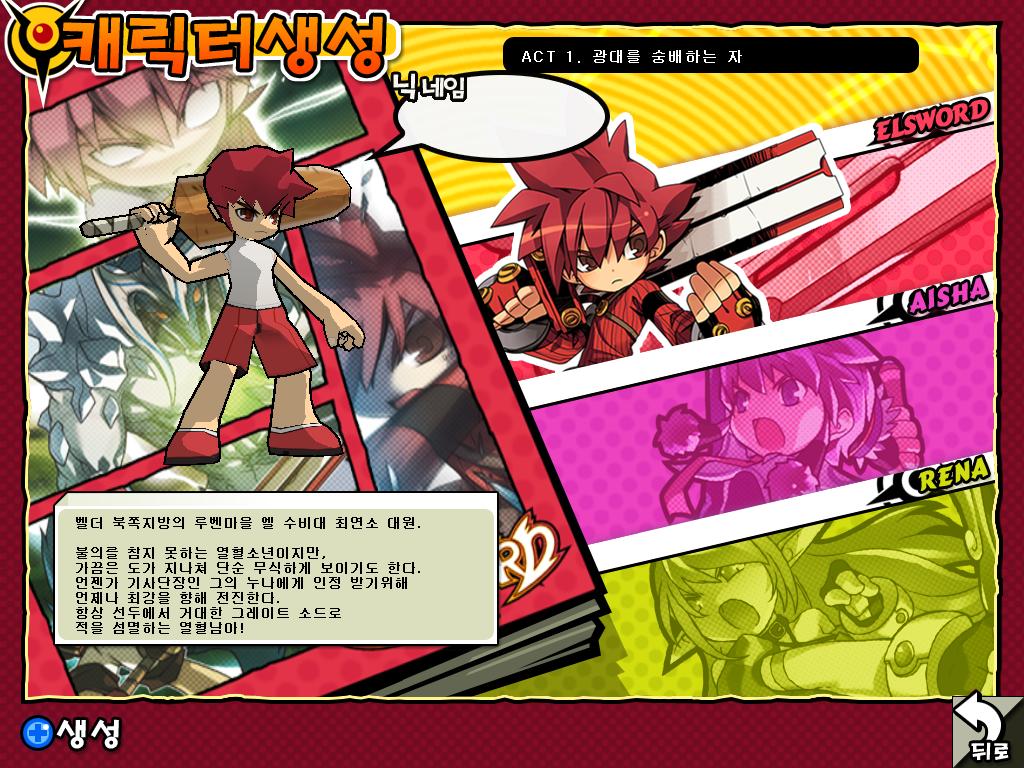 캐릭터생성
ACT 1. 광대를 숭배하는 자
닉네임
ELSWORD
AISHA
RENA
벨더 북쪽지방의 루벤마을 엘 수비대 최연소 대원.
불의를 참지 못하는 열혈소년이지만,
가끔은 도가 지나쳐 단순 무식하게 보이기도 한다.
언젠가 기사단장인 그의 누나에게 인정 받기위해
언제나 최강을 향해 전진한다.
항상 선두에서 거대한 그레이트 소드로
적을 섬멸하는 열혈남아!
RD
생성
뒤로